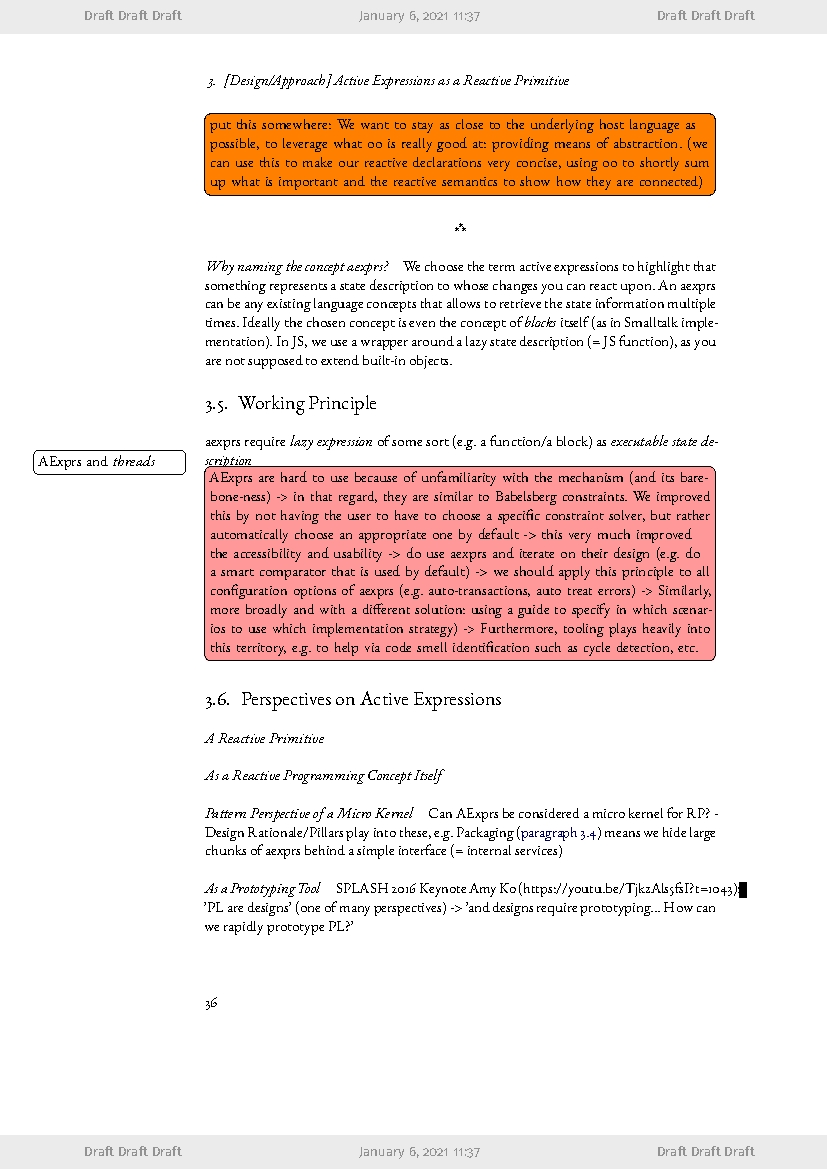 Draft Draft Draft January 6, 2021 11:37 Draft Draft Draft
3. [Design/Approach] Active Expressions as a Reactive Primitive
put this somewhere: We want to stay as close to the underlying host language as
possible, to leverage what oo is really good at: providing means of abstraction. (we
can use this to make our reactive declarations very concise, using oo to shortly sum
up what is important and the reactive semantics to show how they are connected)
⁂
Why naming the concept aexprs? We choose the term active expressions to highlight that
something represents a state description to whose changes you can react upon. An aexprs
can be any existing language concepts that allows to retrieve the state information multiple
times. Ideally the chosen concept is even the concept of blocks itself (as in Smalltalk imple-
mentation). In JS, we use a wrapper around a lazy state description (= JS function), as you
are not supposed to extend built-in objects.
3.5. Working Principle
aexprs require lazy expression of some sort (e.g. a function/a block) as executable state de-
scription
AExprs and threads
AExprs are hard to use because of unfamiliarity with the mechanism (and its bare-
bone-ness) -> in that regard, they are similar to Babelsberg constraints. We improved
this by not having the user to have to choose a specific constraint solver, but rather
automatically choose an appropriate one by default -> this very much improved
the accessibility and usability -> do use aexprs and iterate on their design (e.g. do
a smart comparator that is used by default) -> we should apply this principle to all
configuration options of aexprs (e.g. auto-transactions, auto treat errors) -> Similarly,
more broadly and with a different solution: using a guide to specify in which scenar-
ios to use which implementation strategy) -> Furthermore, tooling plays heavily into
this territory, e.g. to help via code smell identification such as cycle detection, etc.
3.6. Perspectives on Active Expressions
A Reactive Primitive
As a Reactive Programming Concept Itself
Pattern Perspective of a Micro Kernel Can AExprs be considered a micro kernel for RP? -
Design Rationale/Pillars play into these, e.g. Packaging (paragraph 3.4) means we hide large
chunks of aexprs behind a simple interface (= internal services)
As a Prototyping Tool SPLASH 2016 Keynote Amy Ko (https://youtu.be/TjkzAls5fsI?t=1043):
'PL are designs' (one of many perspectives) -> 'and designs require prototyping... How can
we rapidly prototype PL?'
36
Draft Draft Draft January 6, 2021 11:37 Draft Draft Draft